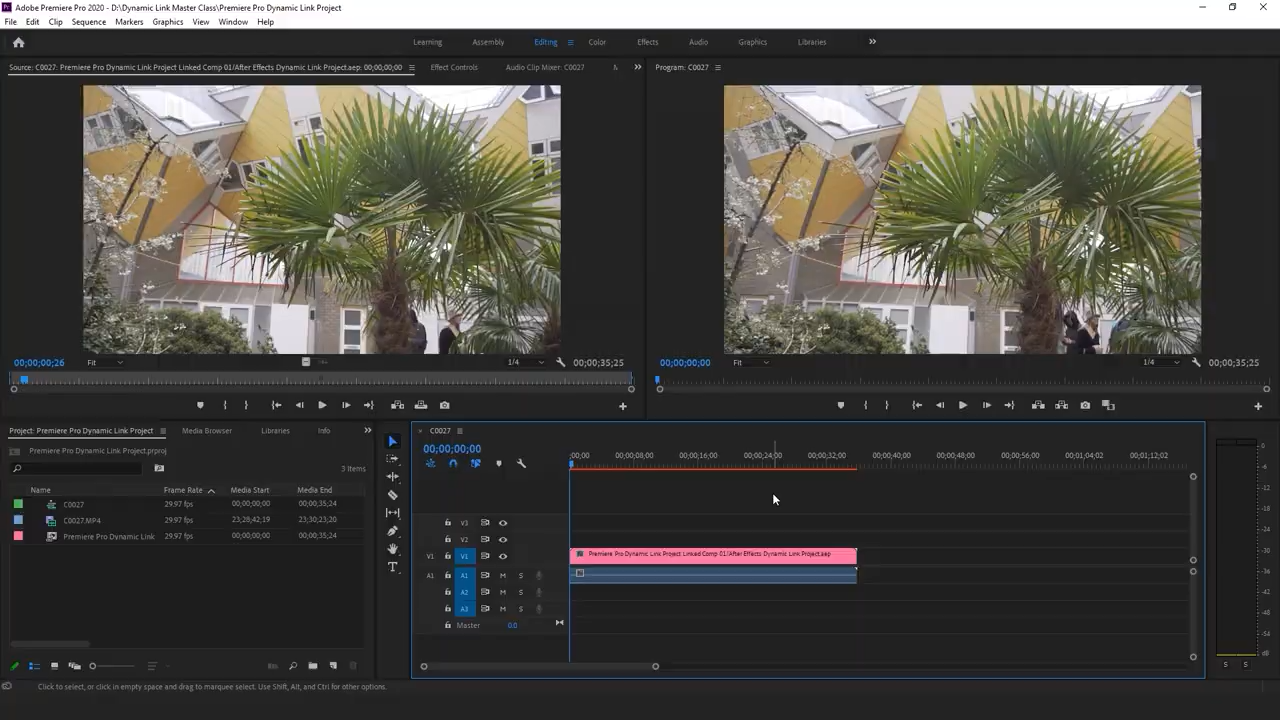 Adobe Premiere Pro 2020 - D:\Dynamic Link Master Class\Premiere Pro Dynamic Link Project
File Edit Clip Sequence Markers Graphics View Window Help
Learning Assembly Editing Color Effects Audio Graphics Libraries
Source: C0027: Premiere Pro Dynamic Link Project Linked Comp 01/After Effects Dynamic Link Project.aep: 00;00;00;00 Effect Controls Audio Clip Mixer: C0027
Program: C0027
00;00;00;26 Fit 1/4 00;00;35;25
00;00;00;00 Fit 1/4 00;00;35;25
Project: Premiere Pro Dynamic Link Project Media Browser Libraries Info
Premiere Pro Dynamic Link Project.prproj
3 Items
Name Frame Rate Media Start Media End
C0027 29.97 fps 00;00;00;00 00;00;35;24
C0027.MP4 29.97 fps 23;28;42;19 23;30;23;20
Premiere Pro Dynamic Link 29.97 fps 00;00;00;00 00;00;35;24
C0027
00;00;00;00
;00;00 00;00;08;00 00;00;16;00 00;00;24;00 00;00;32;00 00;00;40;00 00;00;48;00 00;00;56;00 00;01;04;02 00;01;12;02
V3
V2
V1 V1 Premiere Pro Dynamic Link Project Linked Comp 01/After Effects Dynamic Link Project.aep
A1 A1 M S
A2 M S
A3 M S
Master 0.0
0
-6
-12
-18
-24
-30
-36
-42
-48
-54
dB
S S
Click to select, or click in empty space and drag to marquee select. Use Shift, Alt, and Ctrl for other options.